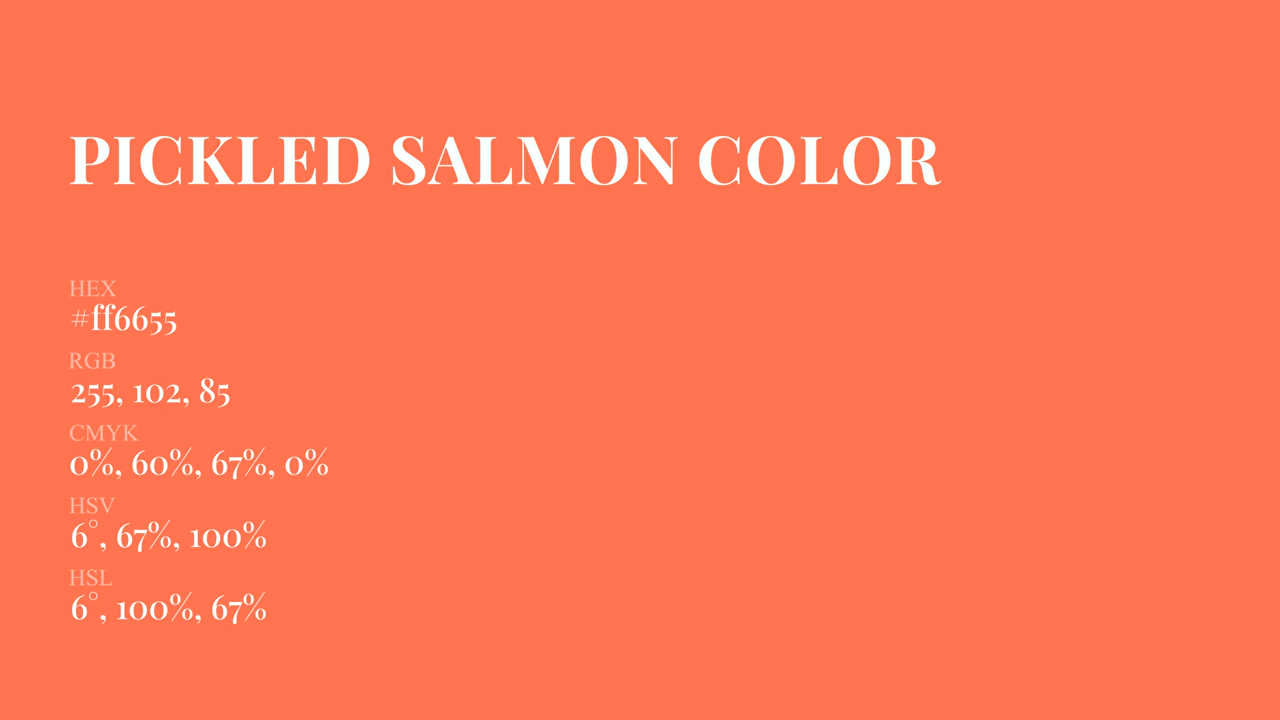 PICKLED SALMON COLOR
HEX
#ff6655
RGB
255, 102, 85
CMYK
0%, 60%, 67%, 0%
HSV
6°, 67%, 100%
HSL
6°, 100%, 67%